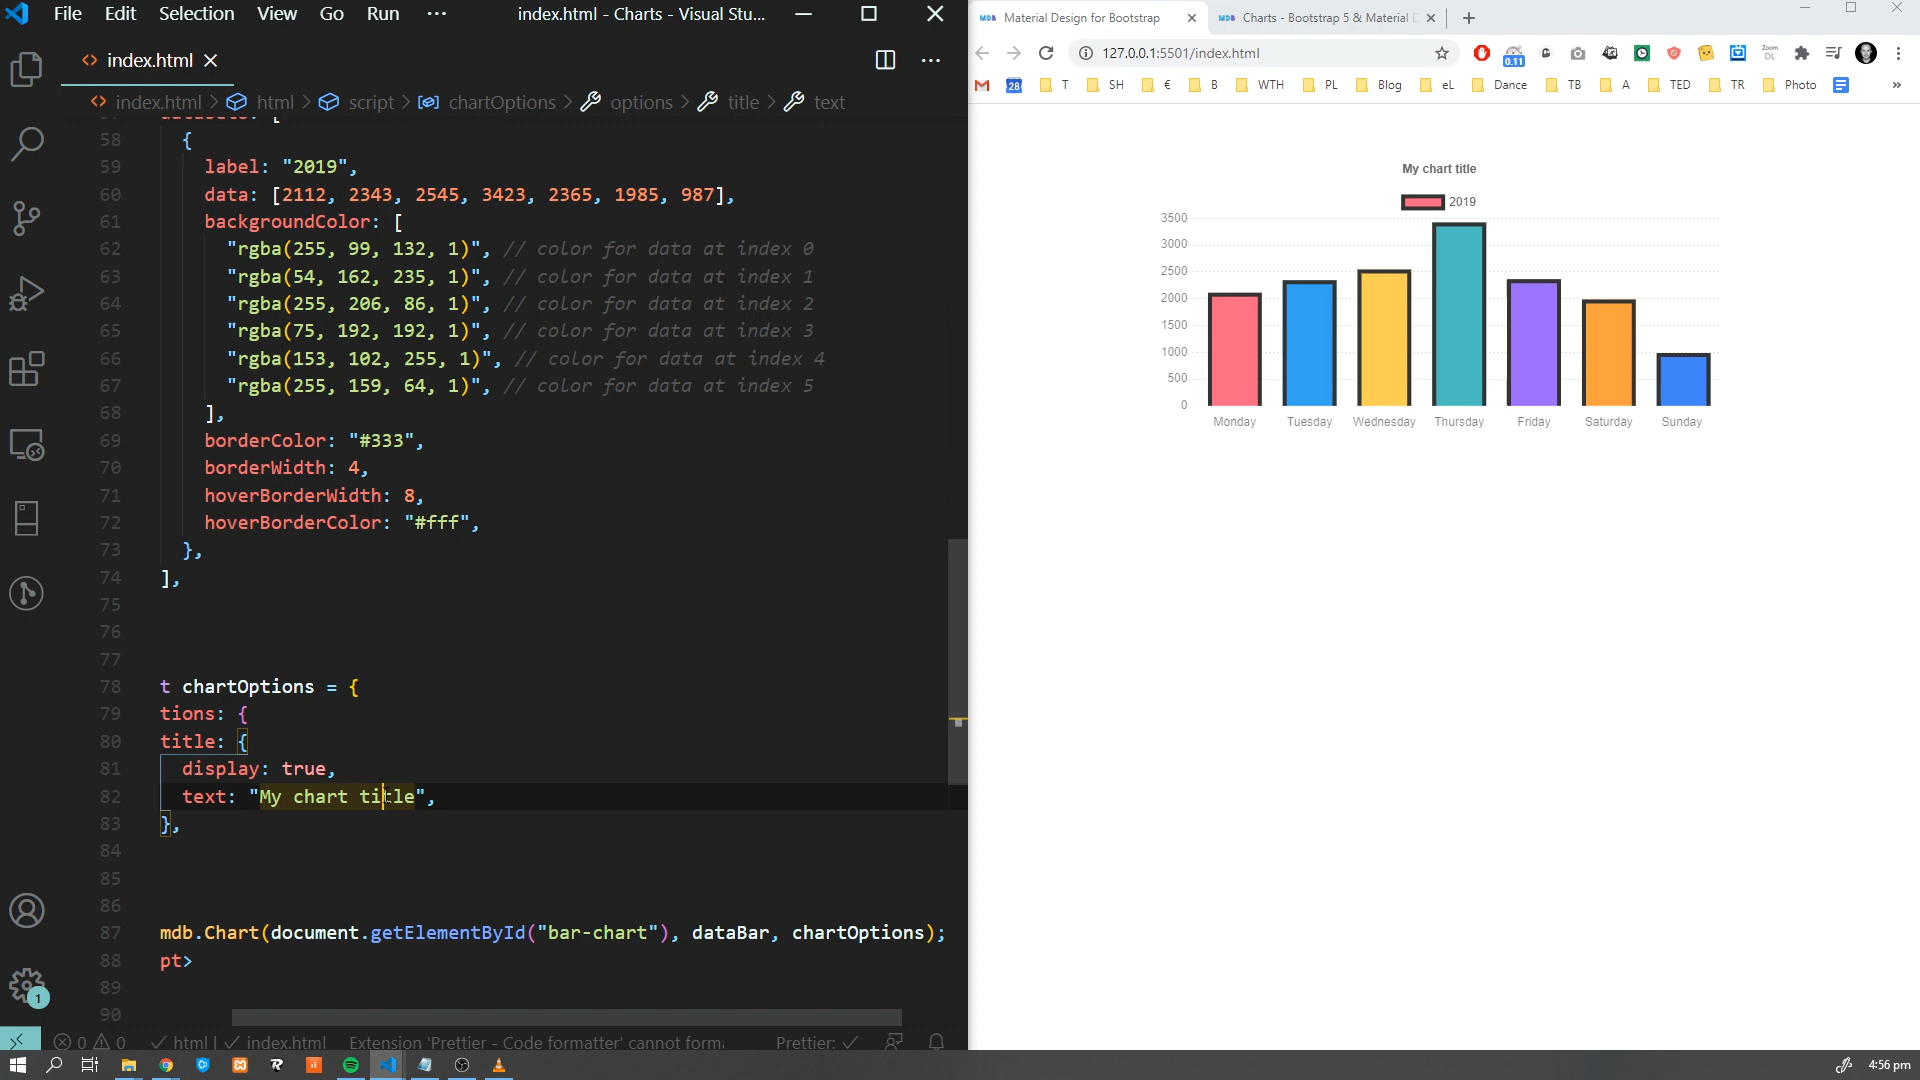 File Edit Selection View Go Run ··· index.html - Charts - Visual Stu...
index.html
index.html > html > script > chartOptions > options > title > text
58 {
59 label: "2019",
60 data: [2112, 2343, 2545, 3423, 2365, 1985, 987],
61 backgroundColor: [
62 "rgba(255, 99, 132, 1)", // color for data at index 0
63 "rgba(54, 162, 235, 1)", // color for data at index 1
64 "rgba(255, 206, 86, 1)", // color for data at index 2
65 "rgba(75, 192, 192, 1)", // color for data at index 3
66 "rgba(153, 102, 255, 1)", // color for data at index 4
67 "rgba(255, 159, 64, 1)", // color for data at index 5
68 ],
69 borderColor: "#333",
70 borderWidth: 4,
71 hoverBorderWidth: 8,
72 hoverBorderColor: "#fff",
73 },
74 ],
75
76
77
78 t chartOptions = {
79 tions: {
80 title: {
81 display: true,
82 text: "My chart title",
83 },
84
85
86
87 mdb.Chart(document.getElementById("bar-chart"), dataBar, chartOptions);
88 pt>
89
90
1
0 0 html | index.html Extension 'Prettier - Code formatter' cannot form Prettier:
Material Design for Bootstrap
Charts - Bootstrap 5 & Material
127.0.0.1:5501/index.html
0.11
Zoom DL
28 T SH € B WTH PL Blog eL Dance TB A TED TR Photo »
My chart title
2019
3500
3000
2500
2000
1500
1000
500
0
Monday Tuesday Wednesday Thursday Friday Saturday Sunday
4:56 pm